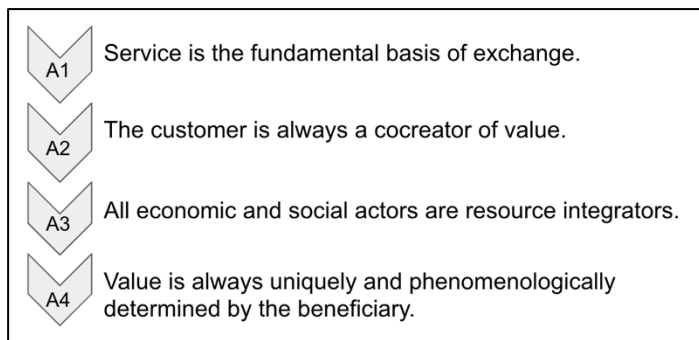 A1 Service is the fundamental basis of exchange.
A2 The customer is always a cocreator of value.
A3 All economic and social actors are resource integrators.
A4 Value is always uniquely and phenomenologically
determined by the beneficiary.